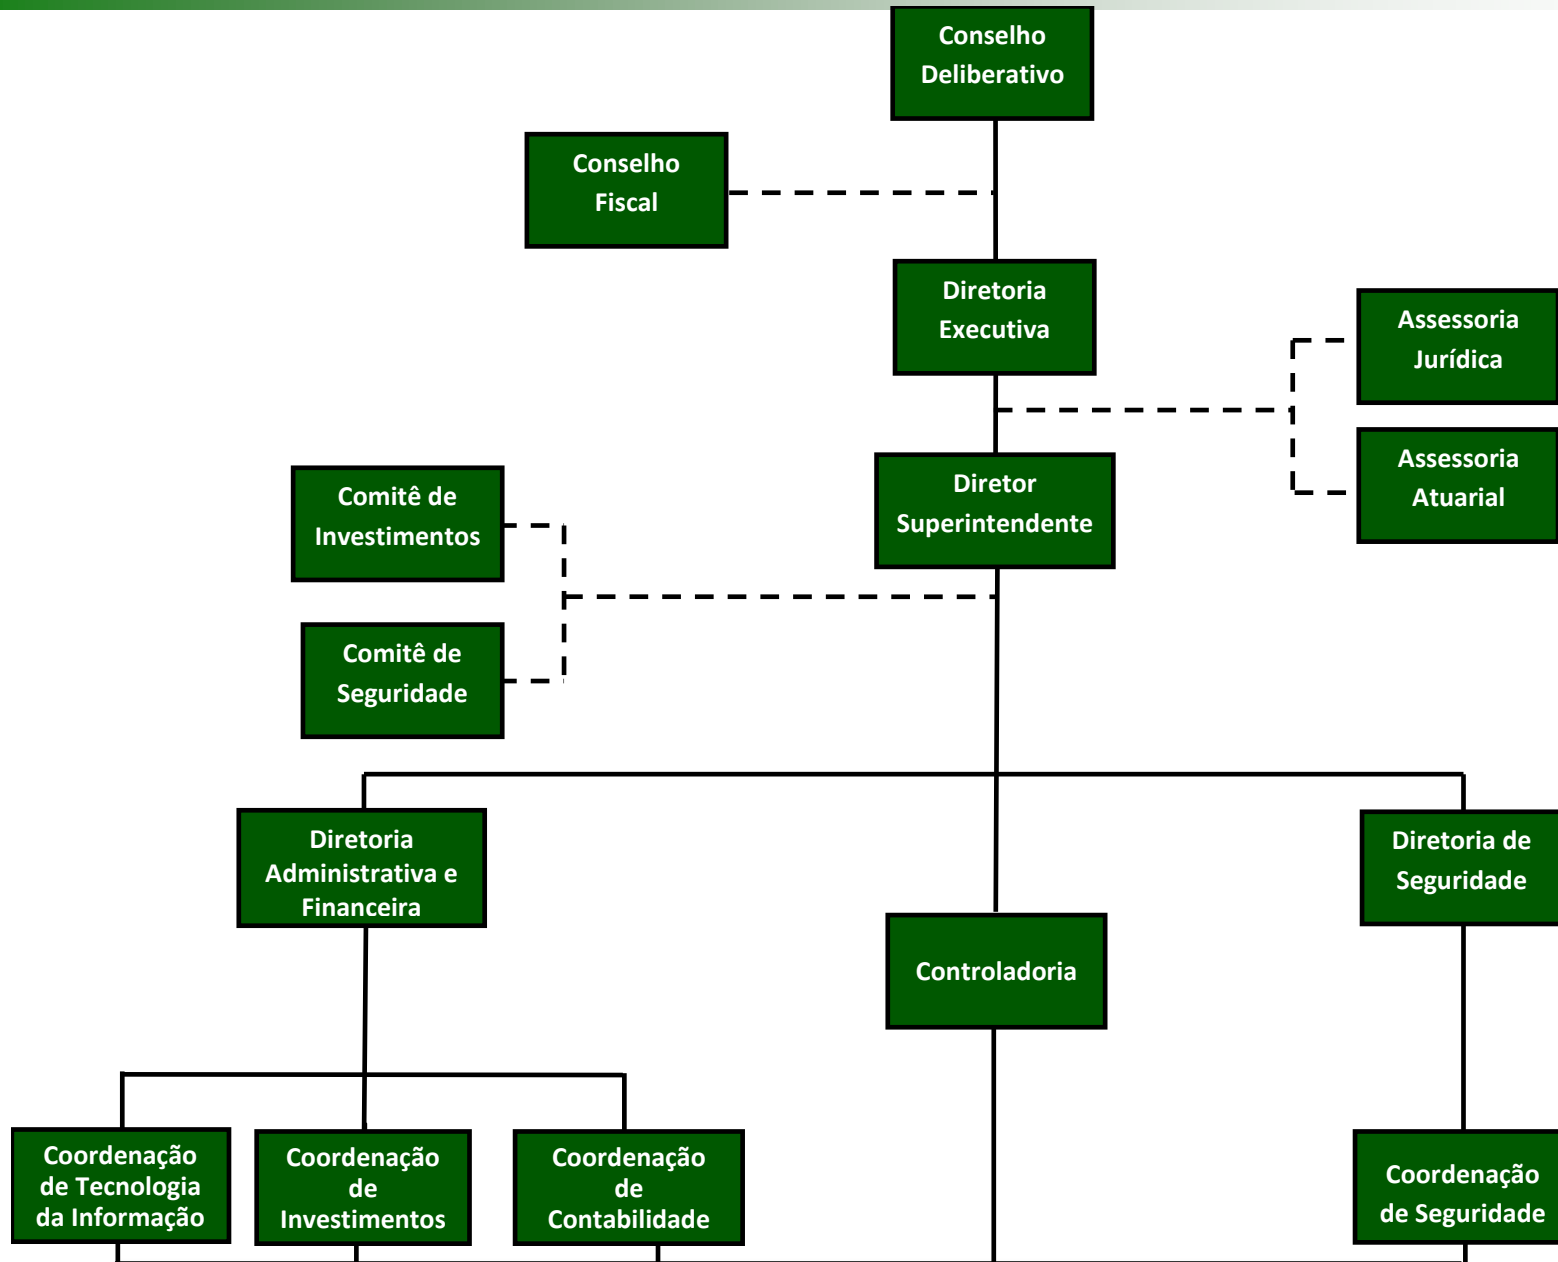 Conselho
Deliberativo
Conselho
Fiscal
Diretoria
Executiva
Assessoria
Jurídica
Assessoria
Atuarial
Diretor
Superintendente
Comitê de
Investimentos
Comitê de
Seguridade
Diretoria
Administrativa e
Financeira
Diretoria de
Seguridade
Controladoria
Coordenação
de Tecnologia
da Informação
Coordenação
de
Investimentos
Coordenação
de
Contabilidade
Coordenação
de Seguridade